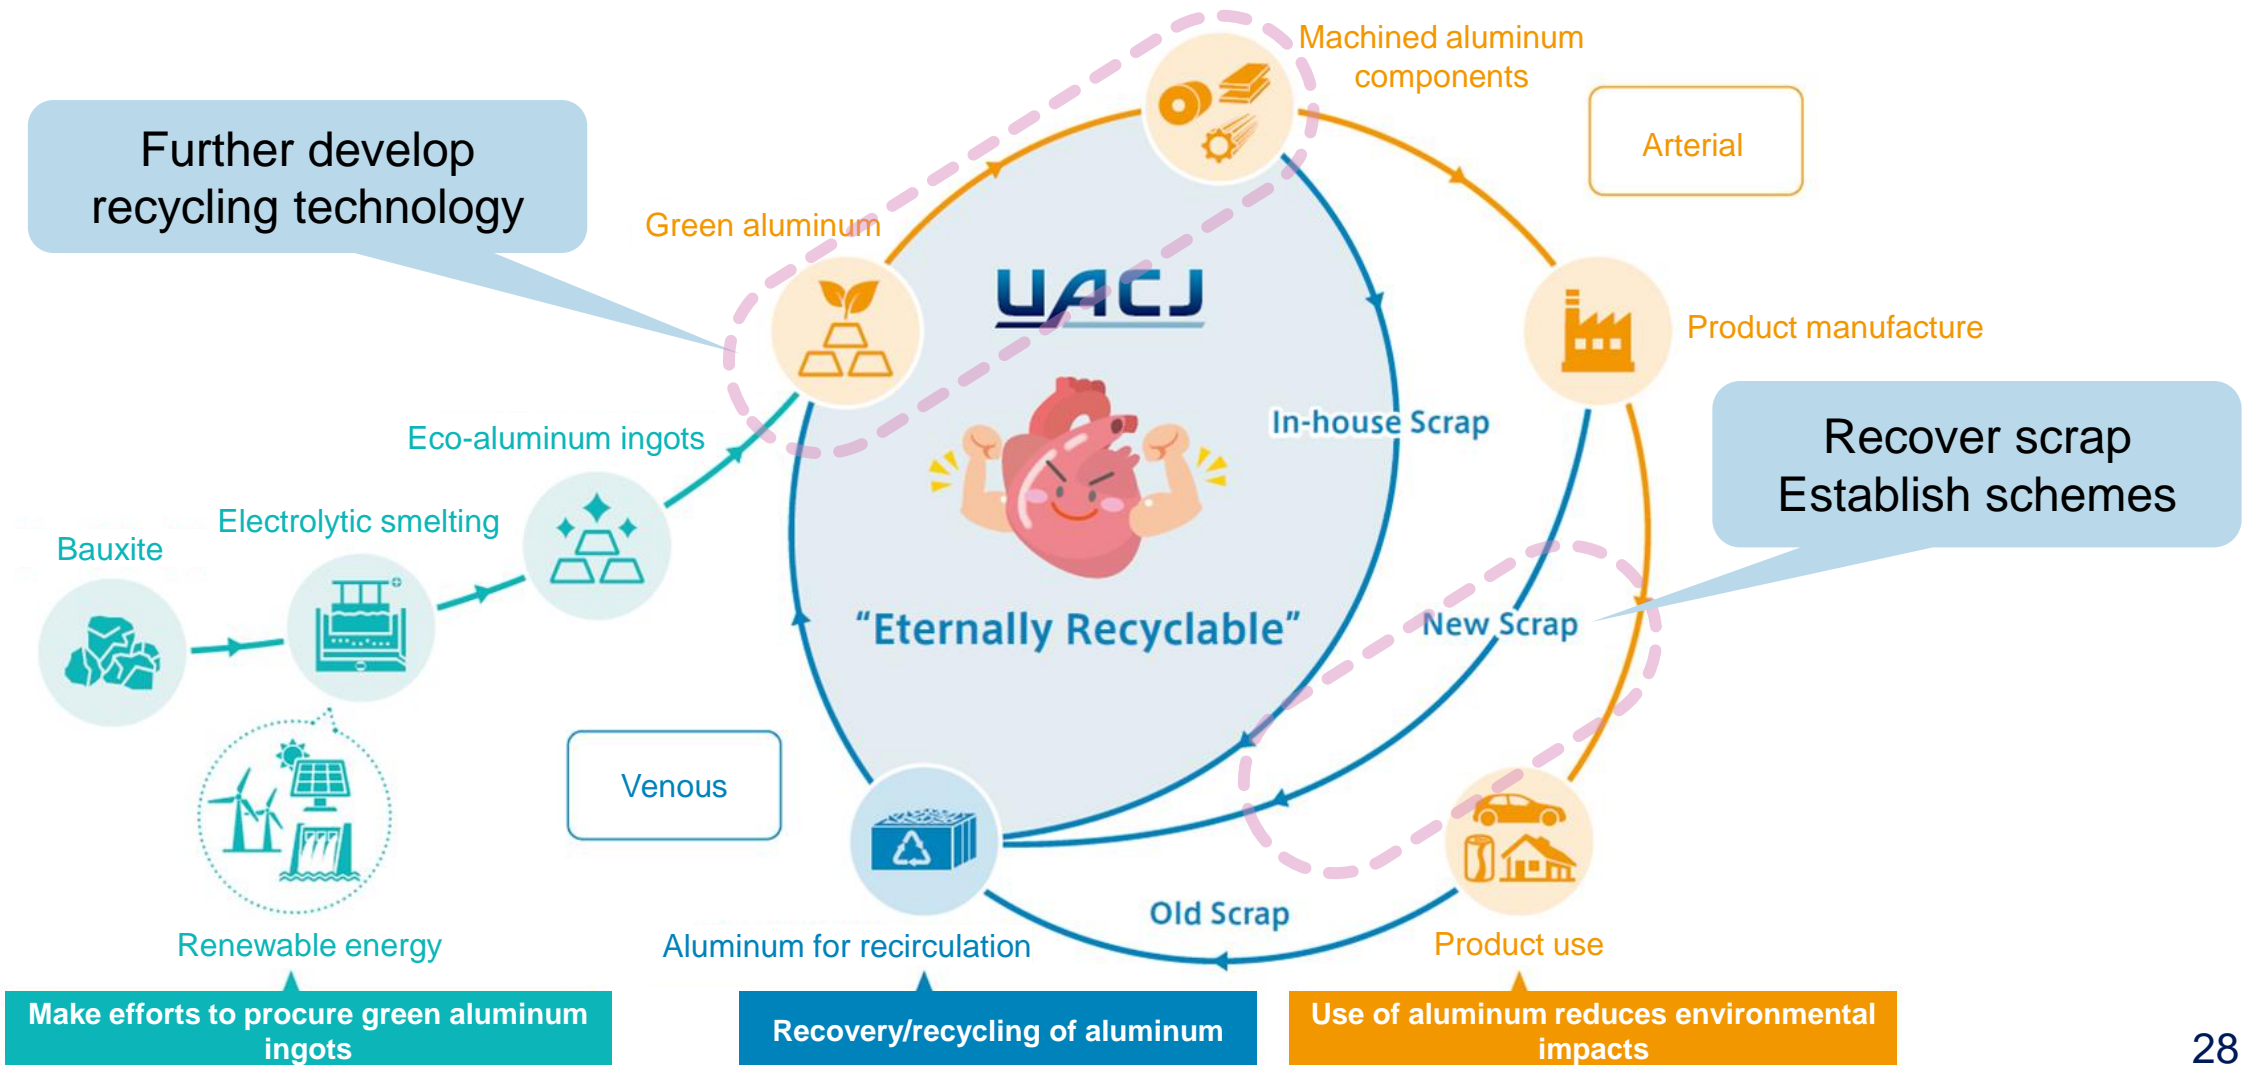 Machined aluminum
components
Further develop
recycling technology
Arterial
Green aluminum
UACJ
Product manufacture
In-house Scrap
Eco-aluminum ingots
Recover scrap
Establish schemes
Electrolytic smelting
Bauxite
"Eternally Recyclable"
New Scrap
Venous
Old Scrap
Renewable energy
Aluminum for recirculation
Product use
Make efforts to procure green aluminum
ingots
Recovery/recycling of aluminum
Use of aluminum reduces environmental
impacts
28